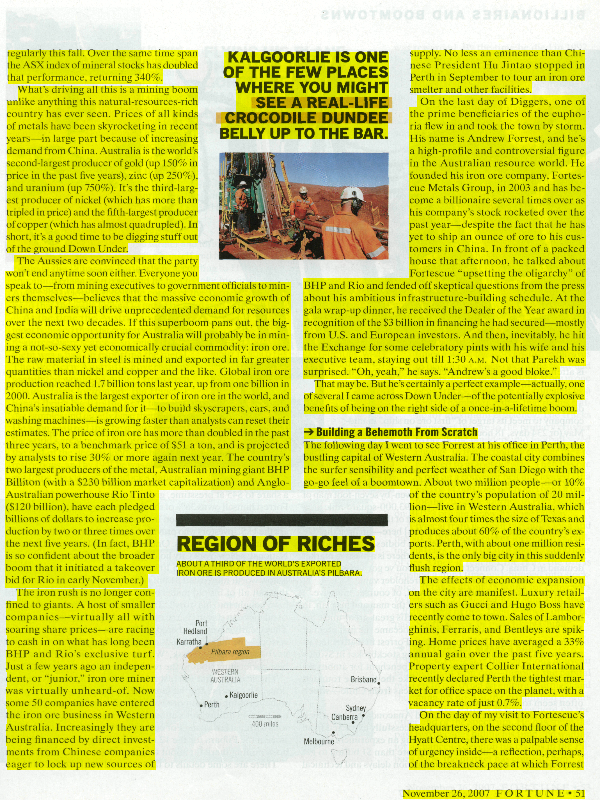 BILLIONAIRES AND BOOMTOWNS
regularly this fall. Over the same time span
the ASX index of mineral stocks has doubled
that performance, returning 340%.
What's driving all this is a mining boom
unlike anything this natural-resources-rich
country has ever seen. Prices of all kinds
of metals have been skyrocketing in recent
years—in large part because of increasing
demand from China. Australia is the world's
second-largest producer of gold (up 150% in
price in the past five years), zinc (up 250%),
and uranium (up 750%). It's the third-larg-
est producer of nickel (which has more than
tripled in price) and the fifth-largest producer
of copper (which has almost quadrupled). In
short, it's a good time to be digging stuff out
of the ground Down Under.
The Aussies are convinced that the party
won't end anytime soon either. Everyone you
speak to—from mining executives to government officials to min-
ers themselves—believes that the massive economic growth of
China and India will drive unprecedented demand for resources
over the next two decades. If this superboom pans out, the big-
gest economic opportunity for Australia will probably be in min-
ing a not-so-sexy yet economically crucial commodity: iron ore.
The raw material in steel is mined and exported in far greater
quantities than nickel and copper and the like. Global iron ore
production reached 1.7 billion tons last year, up from one billion in
2000. Australia is the largest exporter of iron ore in the world, and
China's insatiable demand for it—to build skyscrapers, cars, and
washing machines—is growing faster than analysts can reset their
estimates. The price of iron ore has more than doubled in the past
three years, to a benchmark price of $51 a ton, and is projected
by analysts to rise 30% or more again next year. The country's
two largest producers of the metal, Australian mining giant BHP
Billiton (with a $230 billion market capitalization) and Anglo-
Australian powerhouse Rio Tinto
($120 billion), have each pledged
billions of dollars to increase pro-
duction by two or three times over
the next five years. (In fact, BHP
is so confident about the broader
boom that it initiated a takeover
bid for Rio in early November.)
The iron rush is no longer con-
fined to giants. A host of smaller
companies—virtually all with
soaring share prices—are racing
to cash in on what has long been
BHP and Rio's exclusive turf.
Just a few years ago an indepen-
dent, or "junior," iron ore miner
was virtually unheard-of. Now
some 50 companies have entered
the iron ore business in Western
Australia. Increasingly they are
being financed by direct invest-
ments from Chinese companies
eager to lock up new sources of
KALGOORLIE IS ONE
OF THE FEW PLACES
WHERE YOU MIGHT
SEE A REAL-LIFE
CROCODILE DUNDEE
BELLY UP TO THE BAR.
supply. No less an eminence than Chi-
nese President Hu Jintao stopped in
Perth in September to tour an iron ore
smelter and other facilities.
On the last day of Diggers, one of
the prime beneficiaries of the eupho-
ria flew in and took the town by storm.
His name is Andrew Forrest, and he's
a high-profile and controversial figure
in the Australian resource world. He
founded his iron ore company, Fortes-
cue Metals Group, in 2003 and has be-
come a billionaire several times over as
his company's stock rocketed over the
past year—despite the fact that he has
yet to ship an ounce of ore to his cus-
tomers in China. In front of a packed
house that afternoon, he talked about
Fortescue "upsetting the oligarchy" of
BHP and Rio and fended off skeptical questions from the press
about his ambitious infrastructure-building schedule. At the
gala wrap-up dinner, he received the Dealer of the Year award in
recognition of the $3 billion in financing he had secured—mostly
from U.S. and European investors. And then, inevitably, he hit
the Exchange for some celebratory pints with his wife and his
executive team, staying out till 1:30 A.M. Not that Parekh was
surprised. "Oh, yeah," he says. "Andrew's a good bloke."
That may be. But he's certainly a perfect example—actually, one
of several I came across Down Under—of the potentially explosive
benefits of being on the right side of a once-in-a-lifetime boom.
→ Building a Behemoth From Scratch
The following day I went to see Forrest at his office in Perth, the
bustling capital of Western Australia. The coastal city combines
the surfer sensibility and perfect weather of San Diego with the
go-go feel of a boomtown. About two million people—or 10%
of the country's population of 20 mil-
lion—live in Western Australia, which
is almost four times the size of Texas and
produces about 60% of the country's ex-
ports. Perth, with about one million resi-
dents, is the only big city in this suddenly
flush region.
The effects of economic expansion
on the city are manifest. Luxury retail-
ers such as Gucci and Hugo Boss have
recently come to town. Sales of Lambor-
ghinis, Ferraris, and Bentleys are spik-
ing. Home prices have averaged a 33%
annual gain over the past five years.
Property expert Collier International
recently declared Perth the tightest mar-
ket for office space on the planet, with a
vacancy rate of just 0.7%.
On the day of my visit to Fortescue's
headquarters, on the second floor of the
Hyatt Centre, there was a palpable sense
of urgency inside—a reflection, perhaps,
of the breakneck pace at which Forrest
REGION OF RICHES
ABOUT A THIRD OF THE WORLD'S EXPORTED
IRON ORE IS PRODUCED IN AUSTRALIA'S PILBARA.
Port
Hedland
Karratha
Pilbara region
WESTERN
AUSTRALIA
Kalgoorlie
Perth
Brisbane
Sydney
Canberra
Melbourne
400 miles
November 26, 2007 FORTUNE • 51